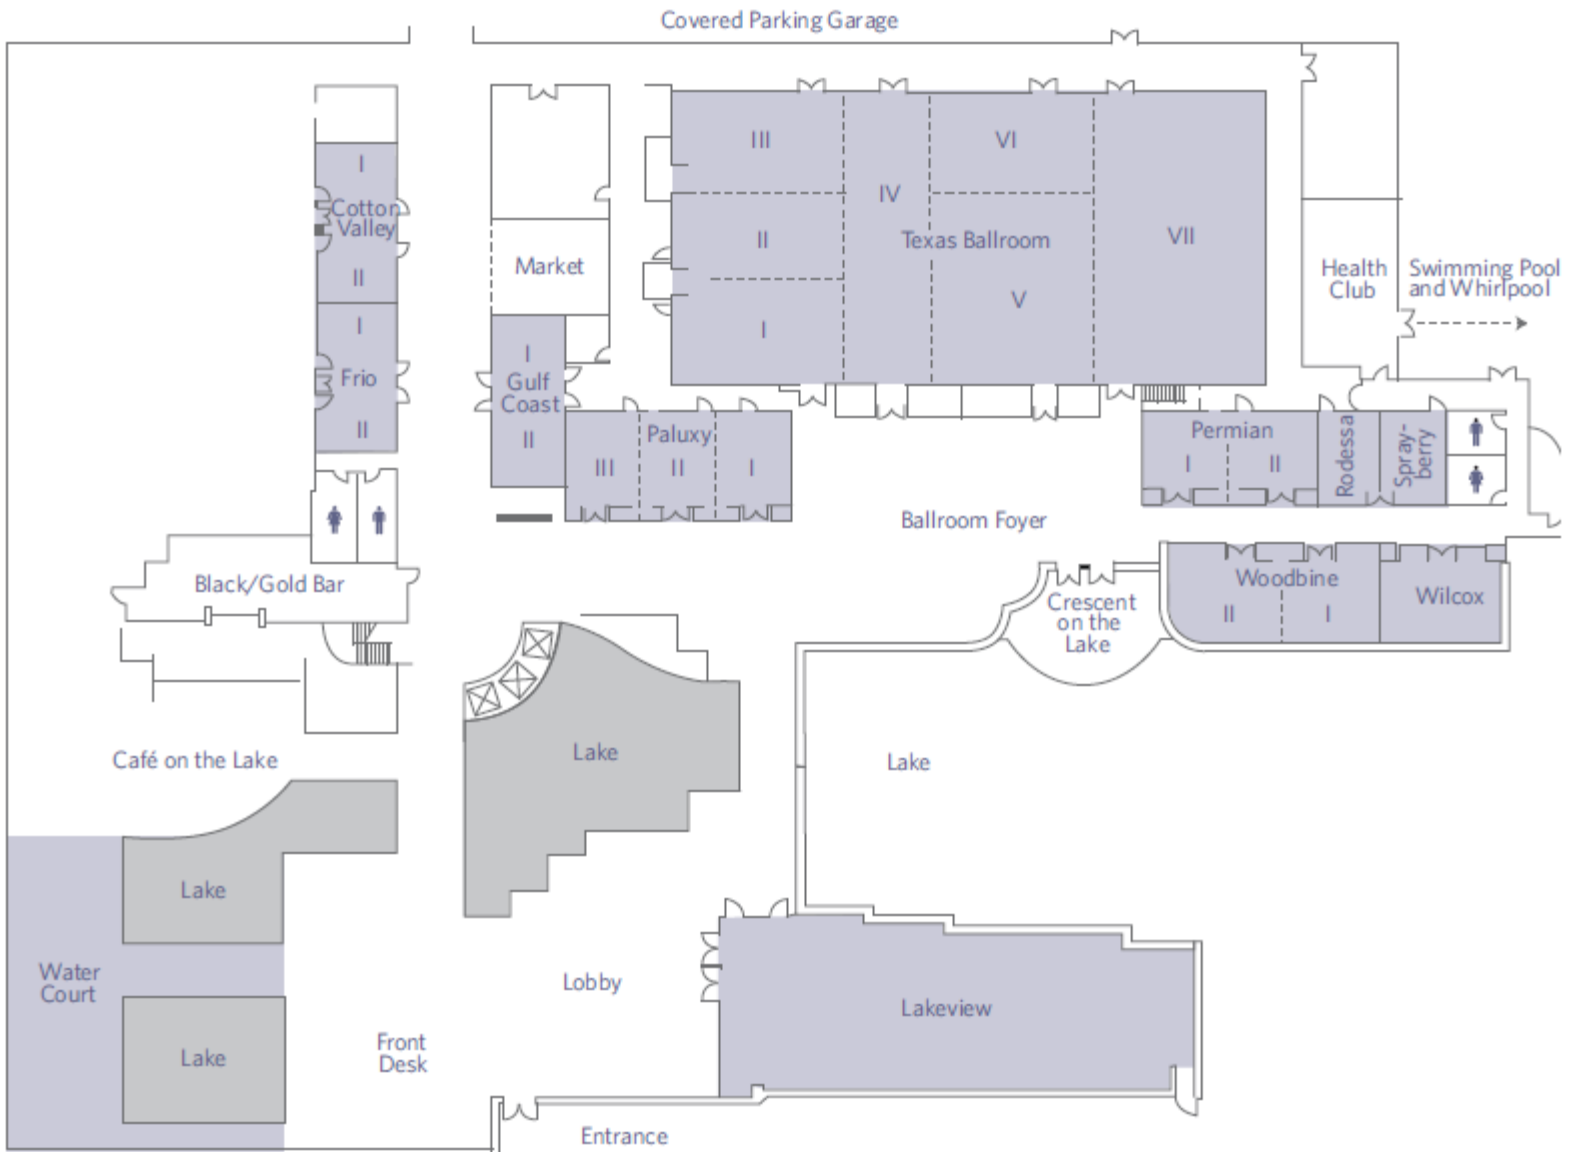 Covered Parking Garage
I
Cotton
Valley
II
I
Frio
II
Market
I
Gulf
Coast
II
Paluxy
III
II
I
III
II
I
IV
VI
Texas Ballroom
V
VII
Health
Club
Swimming Pool
and Whirlpool
Permian
I
II
Rodessa
Spray-
berry
Ballroom Foyer
Black/Gold Bar
Crescent
on the
Lake
Woodbine
II
I
Wilcox
Café on the Lake
Lake
Lake
Lake
Water
Court
Lake
Lobby
Front
Desk
Lakeview
Entrance